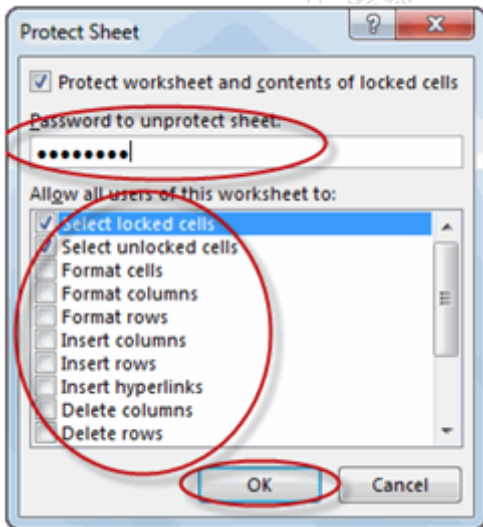 Protect Sheet
Protect worksheet and contents of locked cells
Password to unprotect sheet:
••••••••
Allow all users of this worksheet to:
Select locked cells
Select unlocked cells
Format cells
Format columns
Format rows
Insert columns
Insert rows
Insert hyperlinks
Delete columns
Delete rows
OK
Cancel